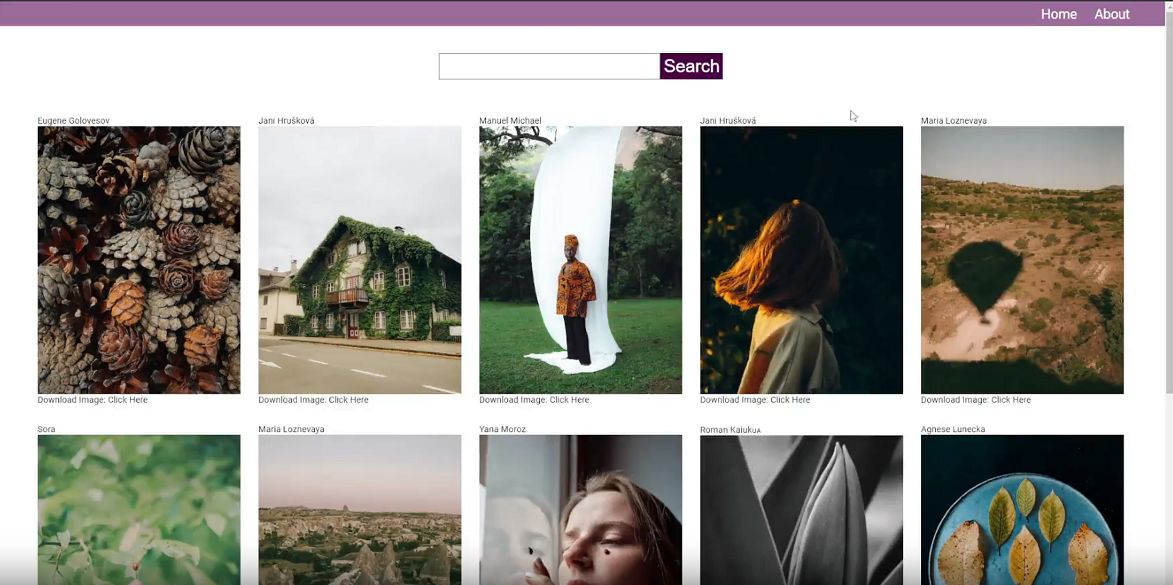 Home About
Search
Eugene Golovesov
Jani Hrušková
Manuel Michael
Jani Hrušková
Maria Loznevaya
Download Image: Click Here
Download Image: Click Here
Download Image: Click Here
Download Image: Click Here
Download Image: Click Here
Sora
Maria Loznevaya
Yana Moroz
Roman Kaiukua
Agnese Lunecka